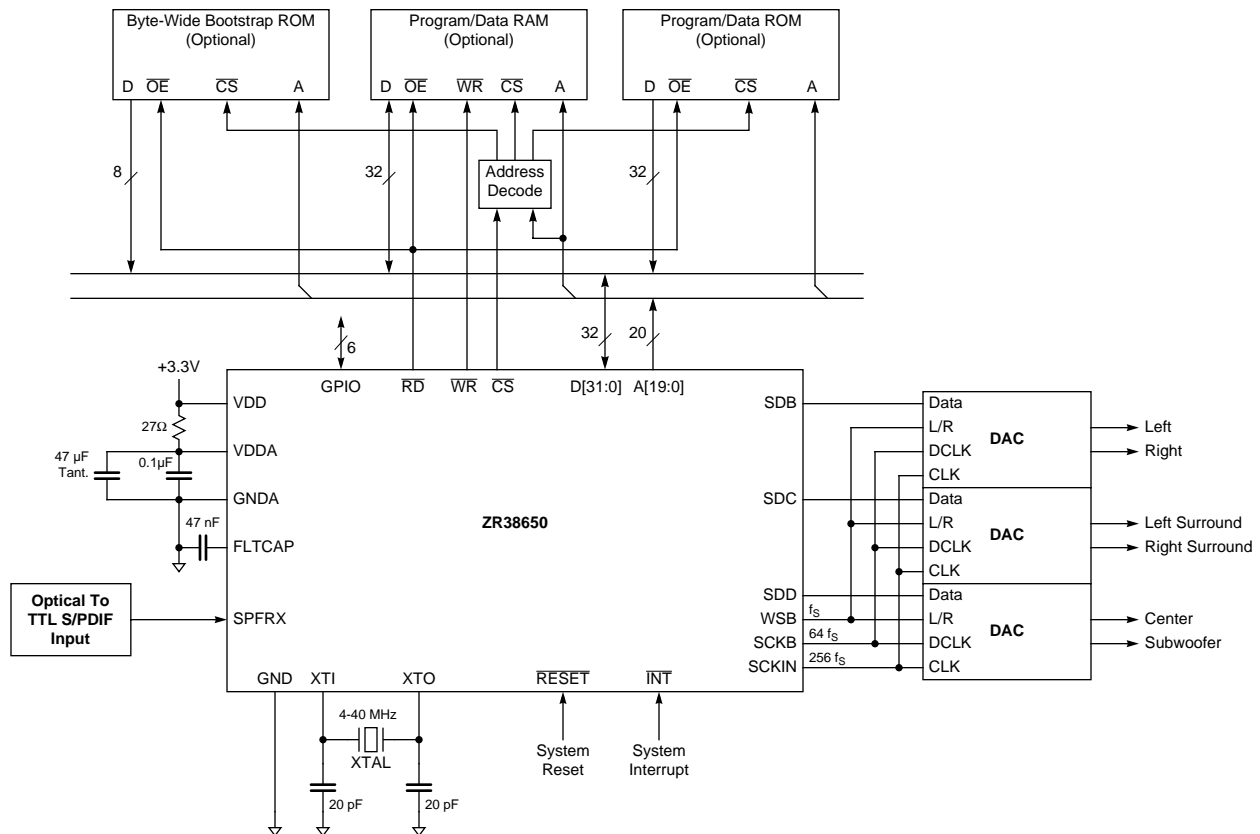 Byte-Wide Bootstrap ROM
(Optional)
D OE CS A
Program/Data RAM
(Optional)
D OE WR CS A
Program/Data ROM
(Optional)
D OE CS A
8
32
Address
Decode
32
6
32
20
+3.3V
GPIO RD WR CS D[31:0] A[19:0]
VDD
27Ω
VDDA
47 µF
Tant.
0.1µF
GNDA
47 nF
FLTCAP
ZR38650
Optical To
TTL S/PDIF
Input
SPFRX
SDB
SDC
SDD
WSB
fS
SCKB
64 fS
SCKIN
256 fS
Data
L/R
DCLK
CLK
DAC
Left
Right
Data
L/R
DCLK
CLK
DAC
Left Surround
Right Surround
Data
L/R
DCLK
CLK
DAC
Center
Subwoofer
GND XTI XTO RESET INT
4-40 MHz
XTAL
20 pF
20 pF
System
Reset
System
Interrupt